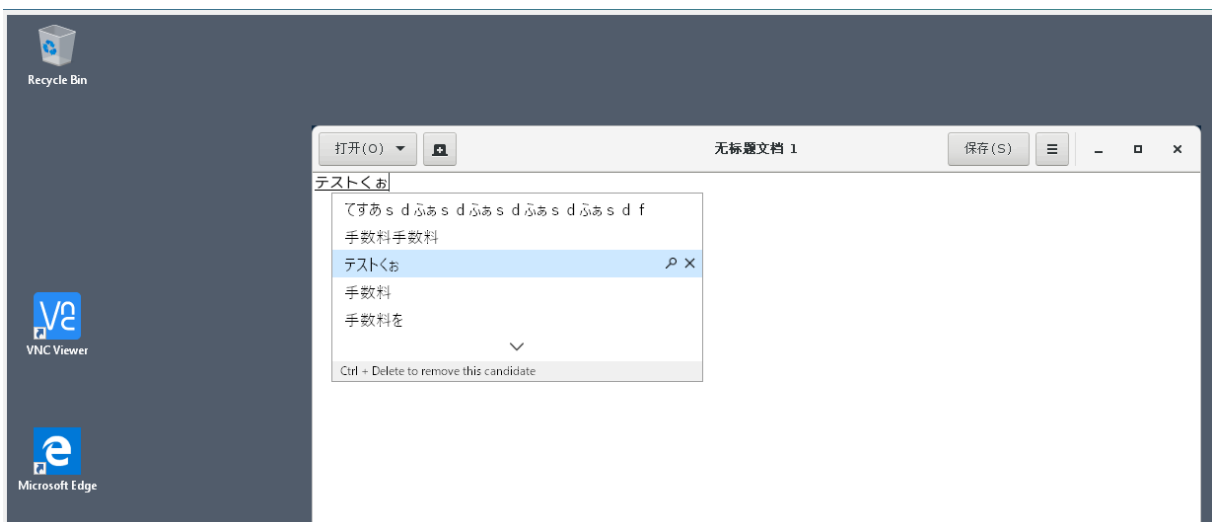 Recycle Bin
打开(O)
无标题文档 1
保存(S)
テストくぉ
てすあｓｄふぁｓｄふぁｓｄふぁｓｄふぁｓｄｆ
手数料手数料
テストくぉ
手数料
手数料を
Ctrl + Delete to remove this candidate
VNC Viewer
Microsoft Edge